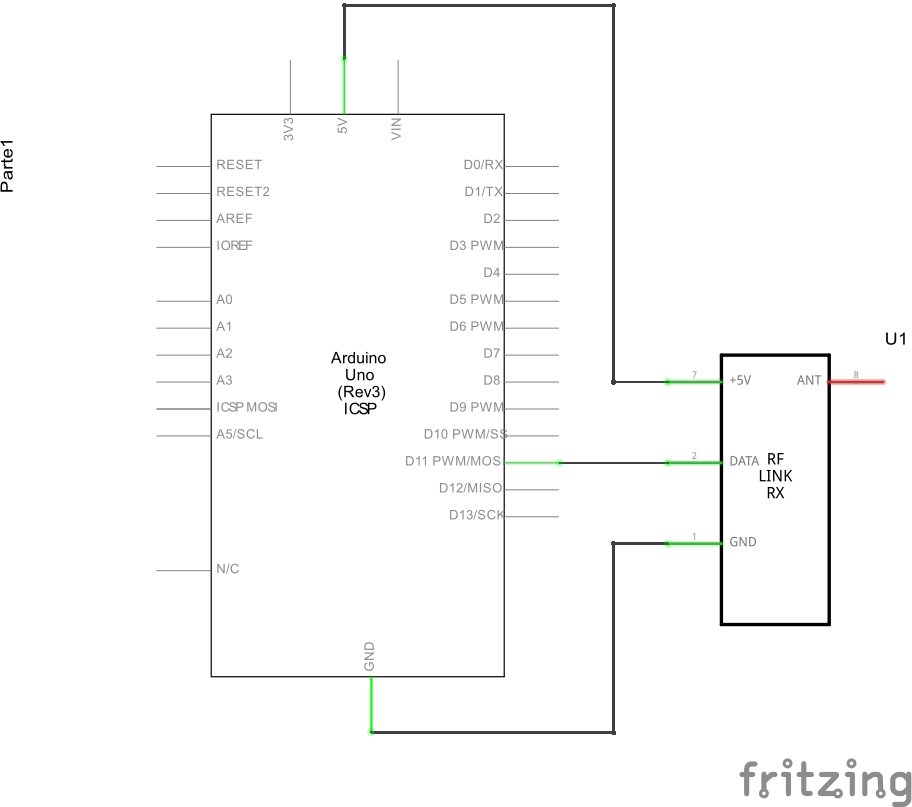 Parte1
3V3
5V
VIN
RESET
RESET2
AREF
IOREF
A0
A1
A2
A3
ICSP MOSI
A5/SCL
N/C
D0/RX
D1/TX
D2
D3 PWM
D4
D5 PWM
D6 PWM
D7
D8
D9 PWM
D10 PWM/SS
D11 PWM/MOSI
D12/MISO
D13/SCK
Arduino
Uno
(Rev3)
ICSP
GND
U1
7
+5V
ANT
8
2
DATA
RF
LINK
RX
1
GND
fritzing